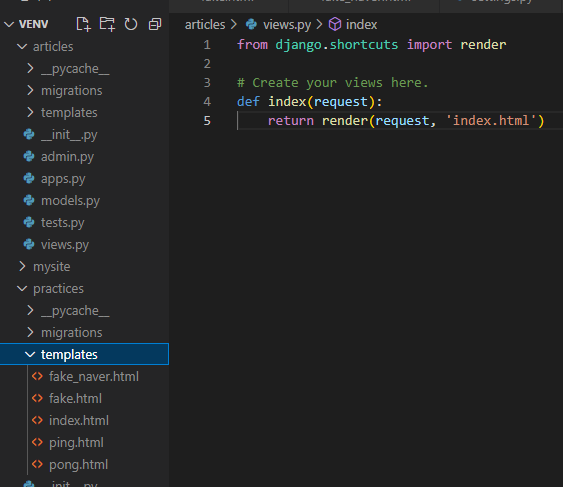 VENV
articles
__pycache__
migrations
templates
__init__.py
admin.py
apps.py
models.py
tests.py
views.py
mysite
practices
__pycache__
migrations
templates
fake_naver.html
fake.html
index.html
ping.html
pong.html
__init__.py
articles > views.py > index
1 from django.shortcuts import render
2
3 # Create your views here.
4 def index(request):
5 return render(request, 'index.html')